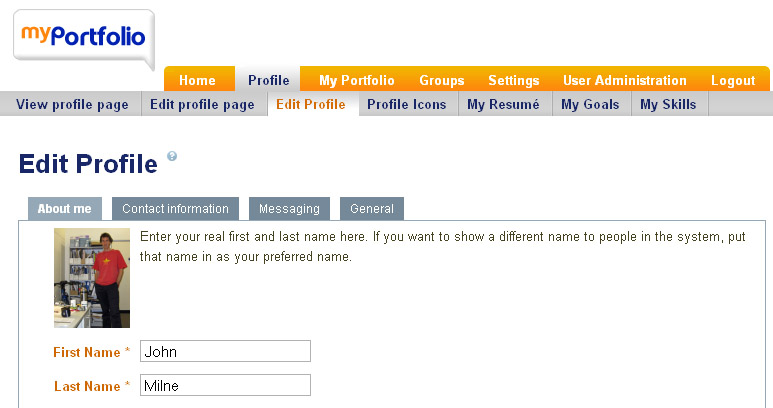 myPortfolio
Home Profile My Portfolio Groups Settings User Administration Logout
View profile page Edit profile page Edit Profile Profile Icons My Resumé My Goals My Skills
Edit Profile ?
About me Contact information Messaging General
Enter your real first and last name here. If you want to show a different name to people in the system, put
that name in as your preferred name.
First Name * John
Last Name * Milne